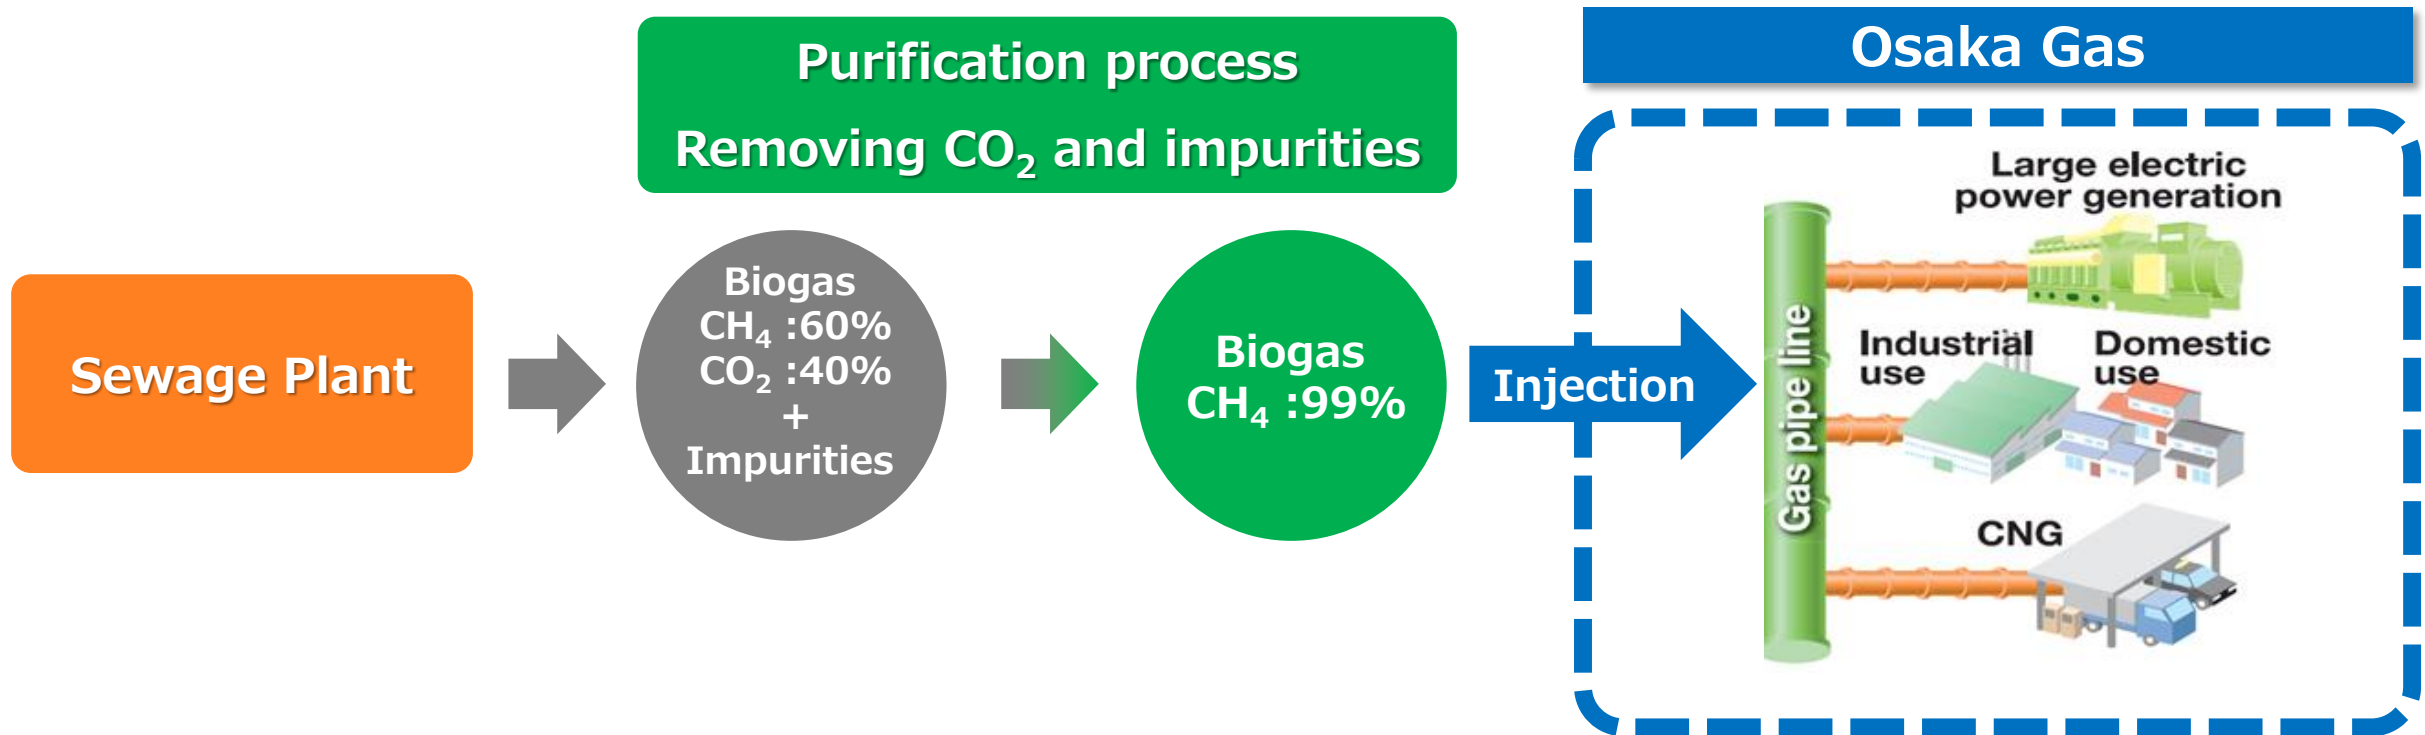 Purification process
Removing CO₂ and impurities
Osaka Gas
Sewage Plant
Biogas
CH₄ :60%
CO₂ :40%
+
Impurities
Biogas
CH₄ :99%
Injection
Gas pipe line
Large electric
power generation
Industrial
use
Domestic
use
CNG